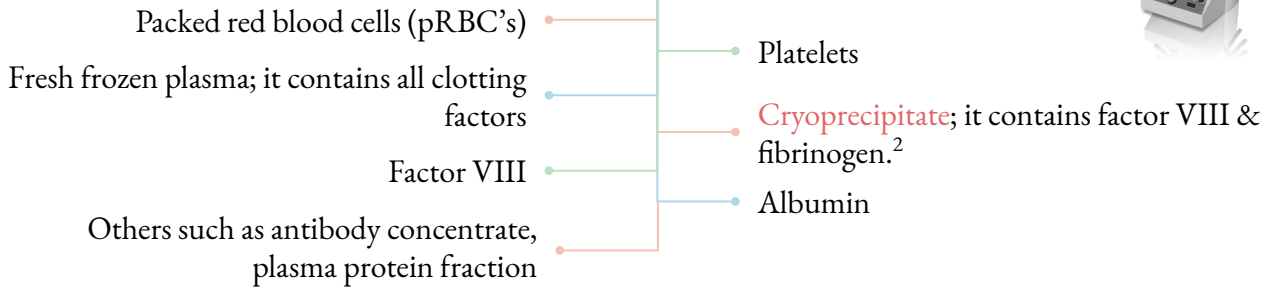 Packed red blood cells (pRBC’s)
Platelets
Fresh frozen plasma; it contains all clotting
factors
Cryoprecipitate; it contains factor VIII &
fibrinogen.²
Factor VIII
Albumin
Others such as antibody concentrate,
plasma protein fraction